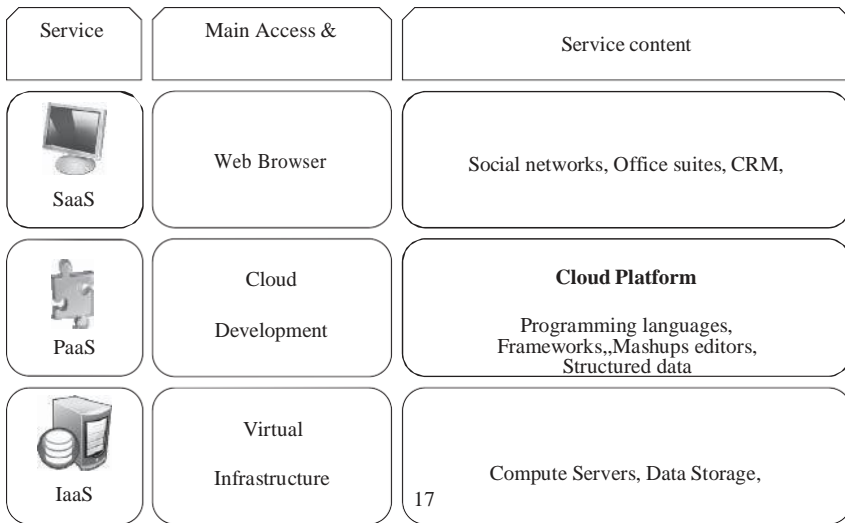 Service
Main Access &
Service content
SaaS
Web Browser
Social networks, Office suites, CRM,
PaaS
Cloud
Development
Cloud Platform
Programming languages,
Frameworks,,Mashups editors,
Structured data
IaaS
Virtual
Infrastructure
Compute Servers, Data Storage,
17